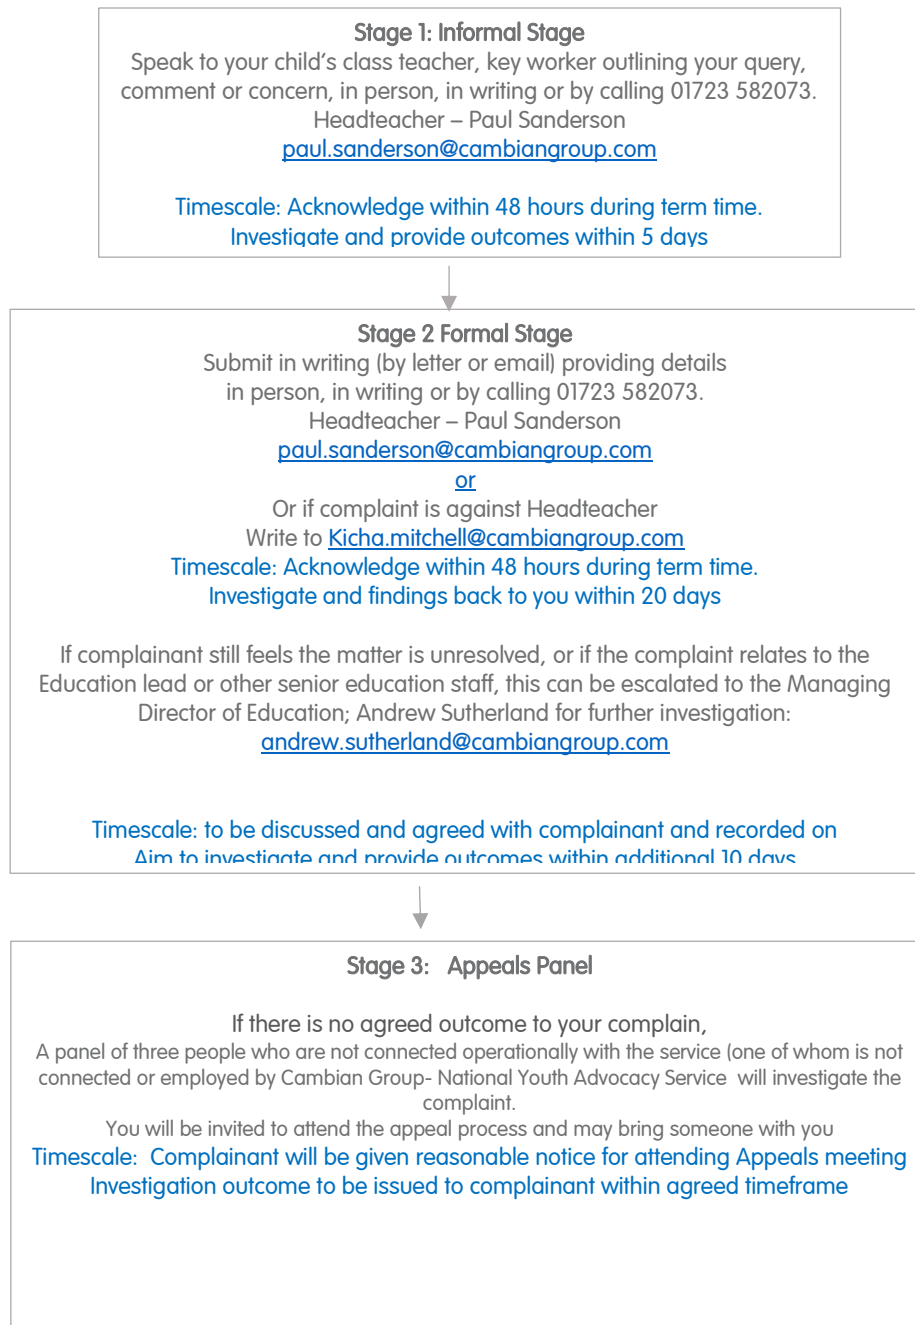 Stage 1: Informal Stage
Speak to your child’s class teacher, key worker outlining your query,
comment or concern, in person, in writing or by calling 01723 582073.
Headteacher – Paul Sanderson
paul.sanderson@cambiangroup.com
Timescale: Acknowledge within 48 hours during term time.
Investigate and provide outcomes within 5 days
Stage 2 Formal Stage
Submit in writing (by letter or email) providing details
in person, in writing or by calling 01723 582073.
Headteacher – Paul Sanderson
paul.sanderson@cambiangroup.com
or
Or if complaint is against Headteacher
Write to Kicha.mitchell@cambiangroup.com
Timescale: Acknowledge within 48 hours during term time.
Investigate and findings back to you within 20 days
If complainant still feels the matter is unresolved, or if the complaint relates to the
Education lead or other senior education staff, this can be escalated to the Managing
Director of Education; Andrew Sutherland for further investigation:
andrew.sutherland@cambiangroup.com
Timescale: to be discussed and agreed with complainant and recorded on
Aim to investigate and provide outcomes within additional 10 days
Stage 3: Appeals Panel
If there is no agreed outcome to your complain,
A panel of three people who are not connected operationally with the service (one of whom is not
connected or employed by Cambian Group- National Youth Advocacy Service will investigate the
complaint.
You will be invited to attend the appeal process and may bring someone with you
Timescale: Complainant will be given reasonable notice for attending Appeals meeting
Investigation outcome to be issued to complainant within agreed timeframe